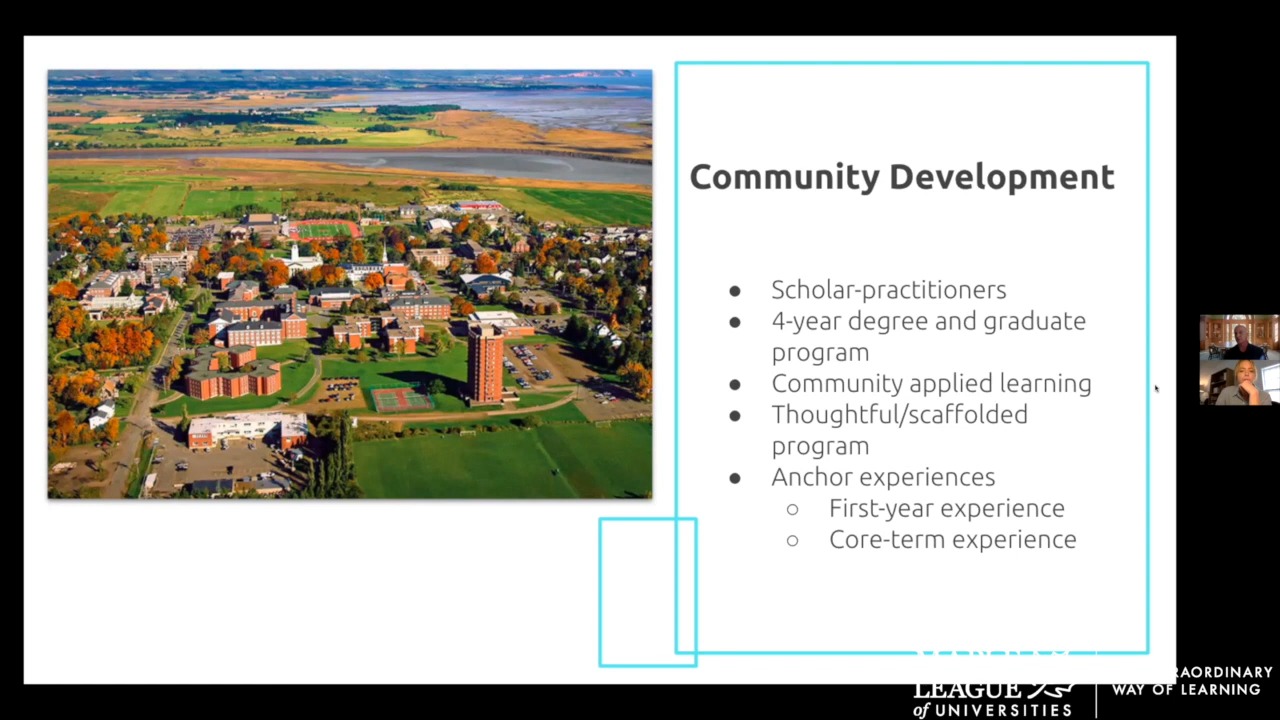 Community Development
● Scholar-practitioners
● 4-year degree and graduate
program
● Community applied learning
● Thoughtful/scaffolded
program
● Anchor experiences
○ First-year experience
○ Core-term experience
LEAGUE
of UNIVERSITIES
WAY OF LEARNING